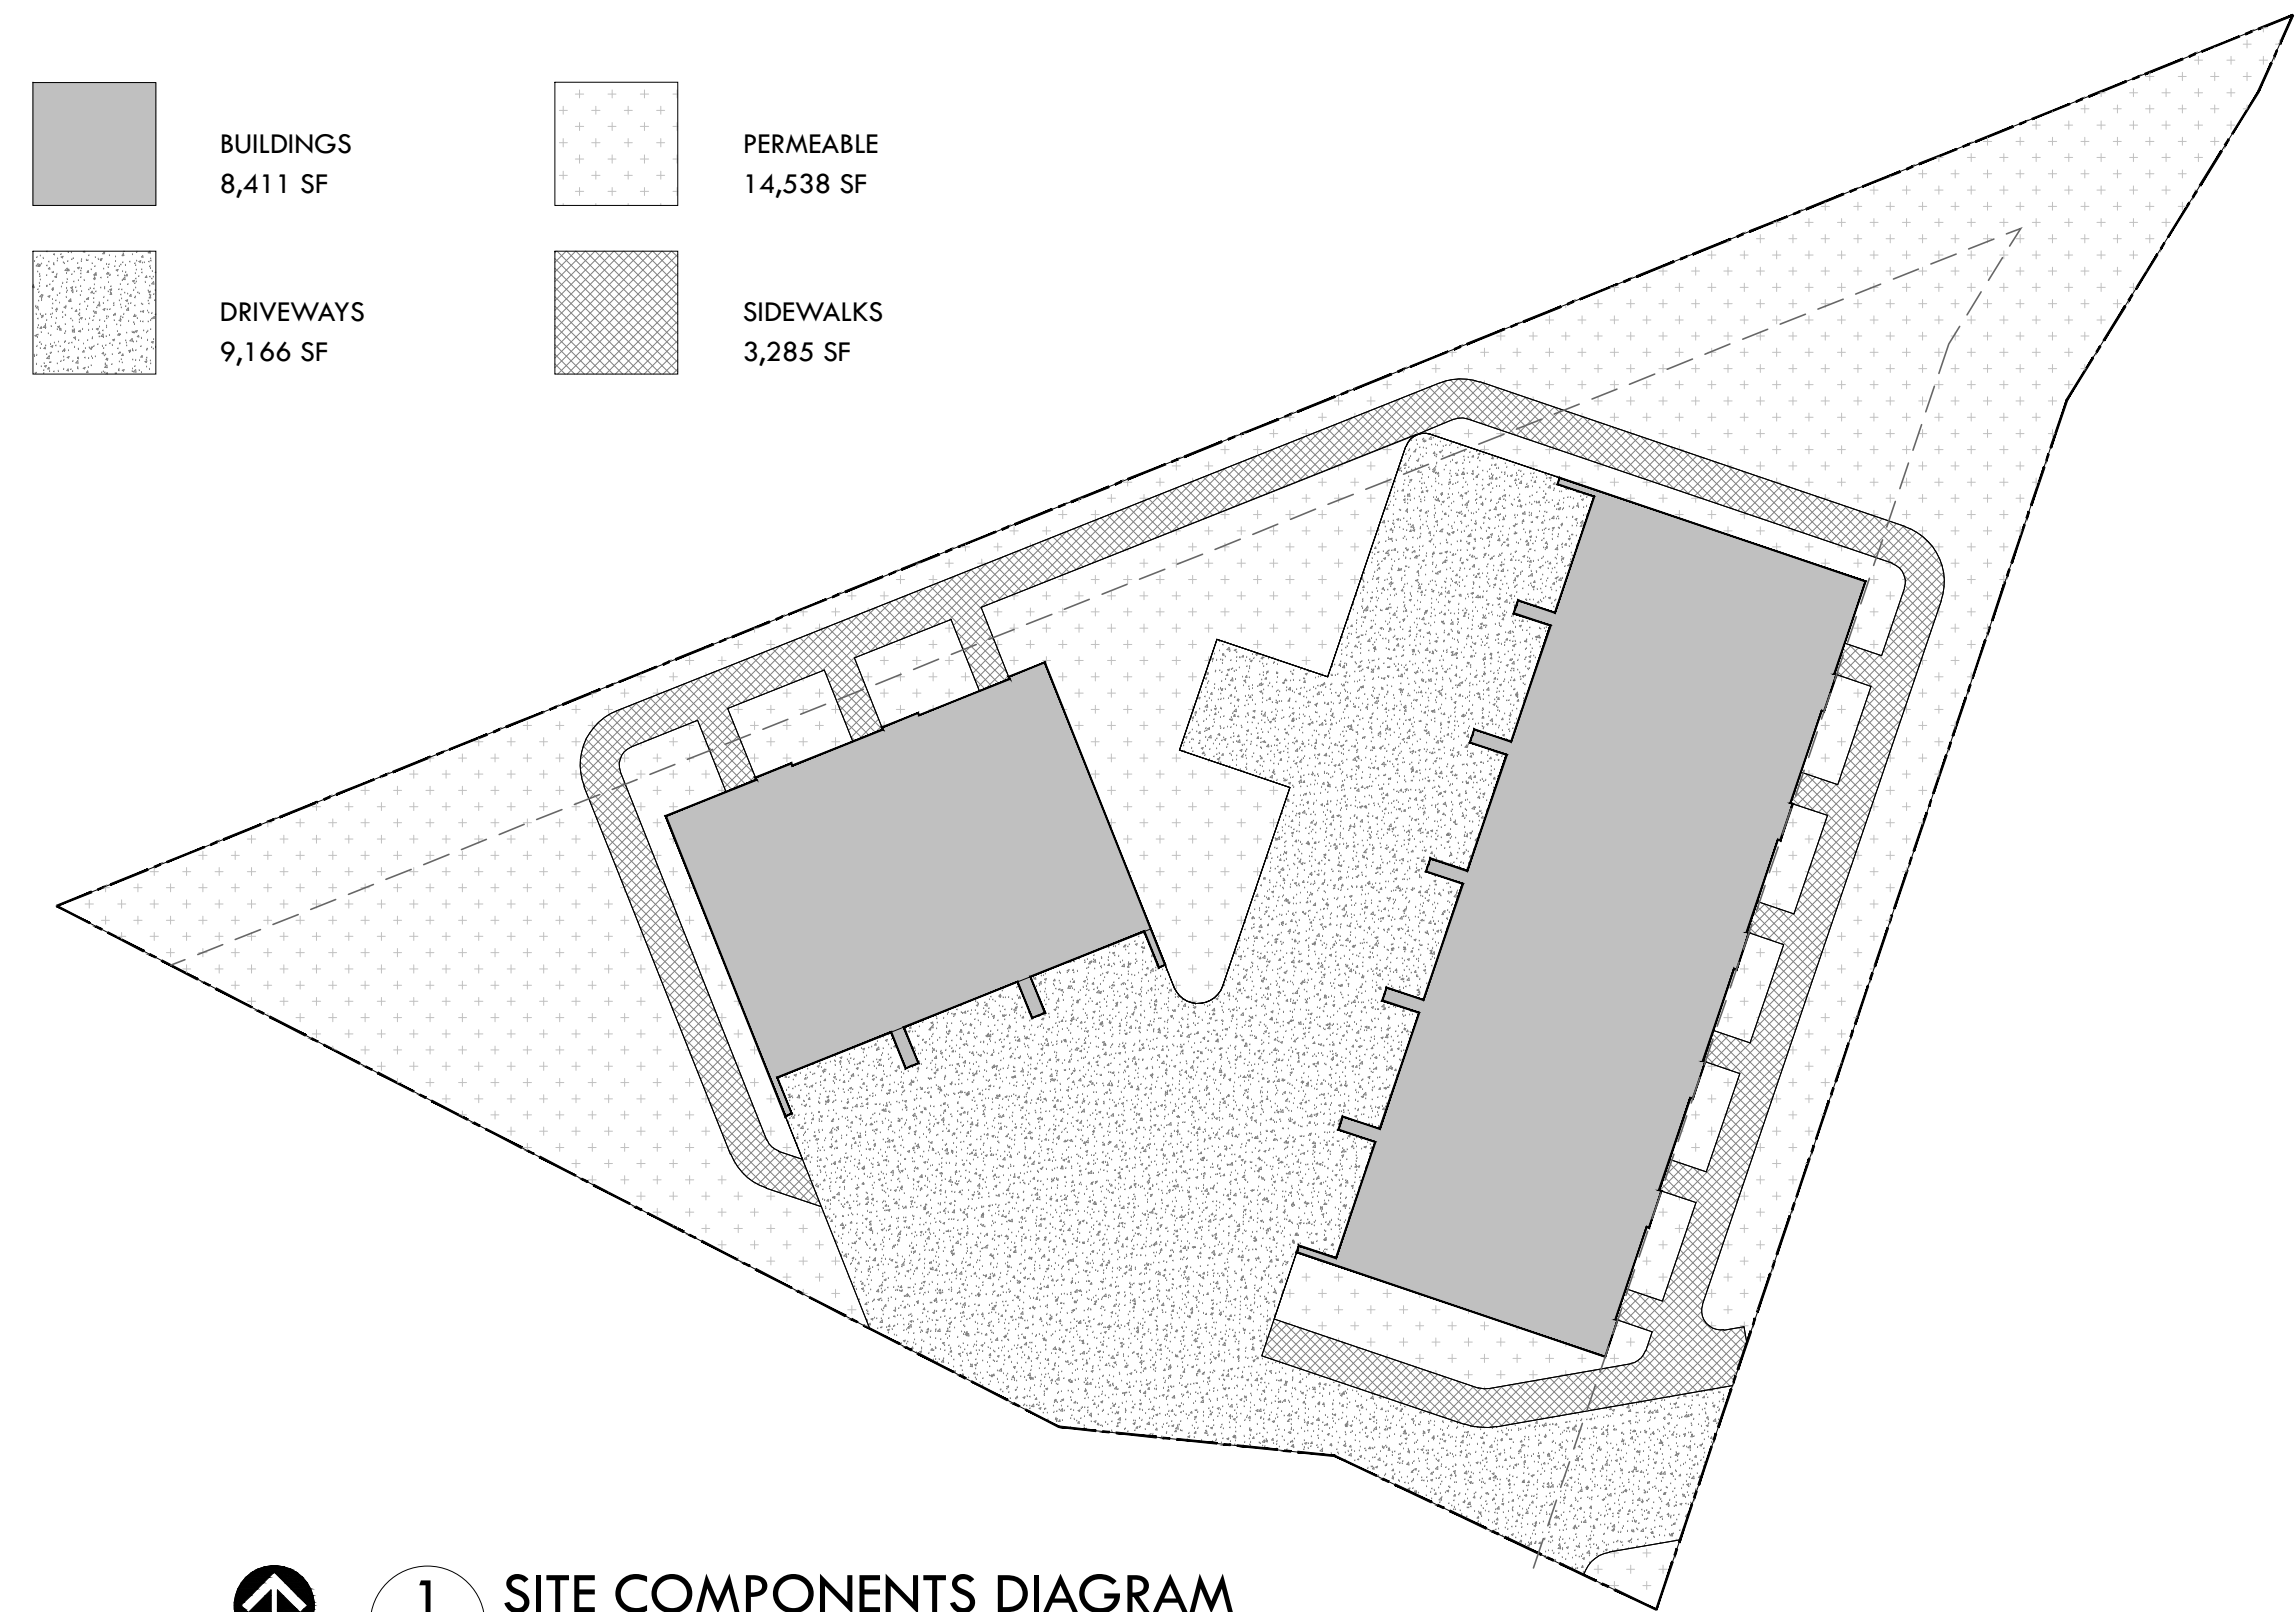 BUILDINGS
8,411 SF
PERMEABLE
14,538 SF
DRIVEWAYS
9,166 SF
SIDEWALKS
3,285 SF
1
SITE COMPONENTS DIAGRAM